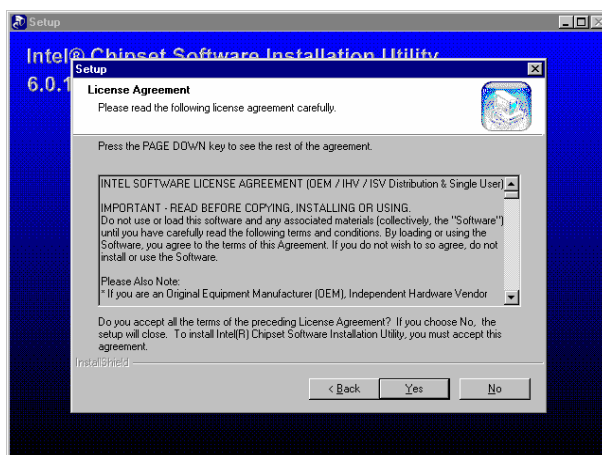 Setup
Intel® Chipset Software Installation Utility
6.0.1
Setup
License Agreement
Please read the following license agreement carefully.
Press the PAGE DOWN key to see the rest of the agreement.
INTEL SOFTWARE LICENSE AGREEMENT (OEM / IHV / ISV Distribution & Single User)
IMPORTANT - READ BEFORE COPYING, INSTALLING OR USING.
Do not use or load this software and any associated materials (collectively, the "Software")
until you have carefully read the following terms and conditions. By loading or using the
Software, you agree to the terms of this Agreement. If you do not wish to so agree, do not
install or use the Software.
Please Also Note:
* If you are an Original Equipment Manufacturer (OEM), Independent Hardware Vendor
Do you accept all the terms of the preceding License Agreement? If you choose No, the
setup will close. To install Intel(R) Chipset Software Installation Utility, you must accept this
agreement.
InstallShield
< Back
Yes
No